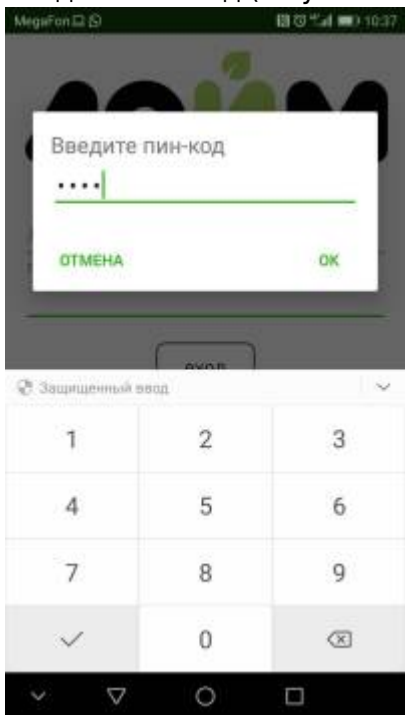 MegaFon 10:37
Введите пин-код
••••
ОТМЕНА ОК
вход
Защищенный ввод
1 2 3
4 5 6
7 8 9
0